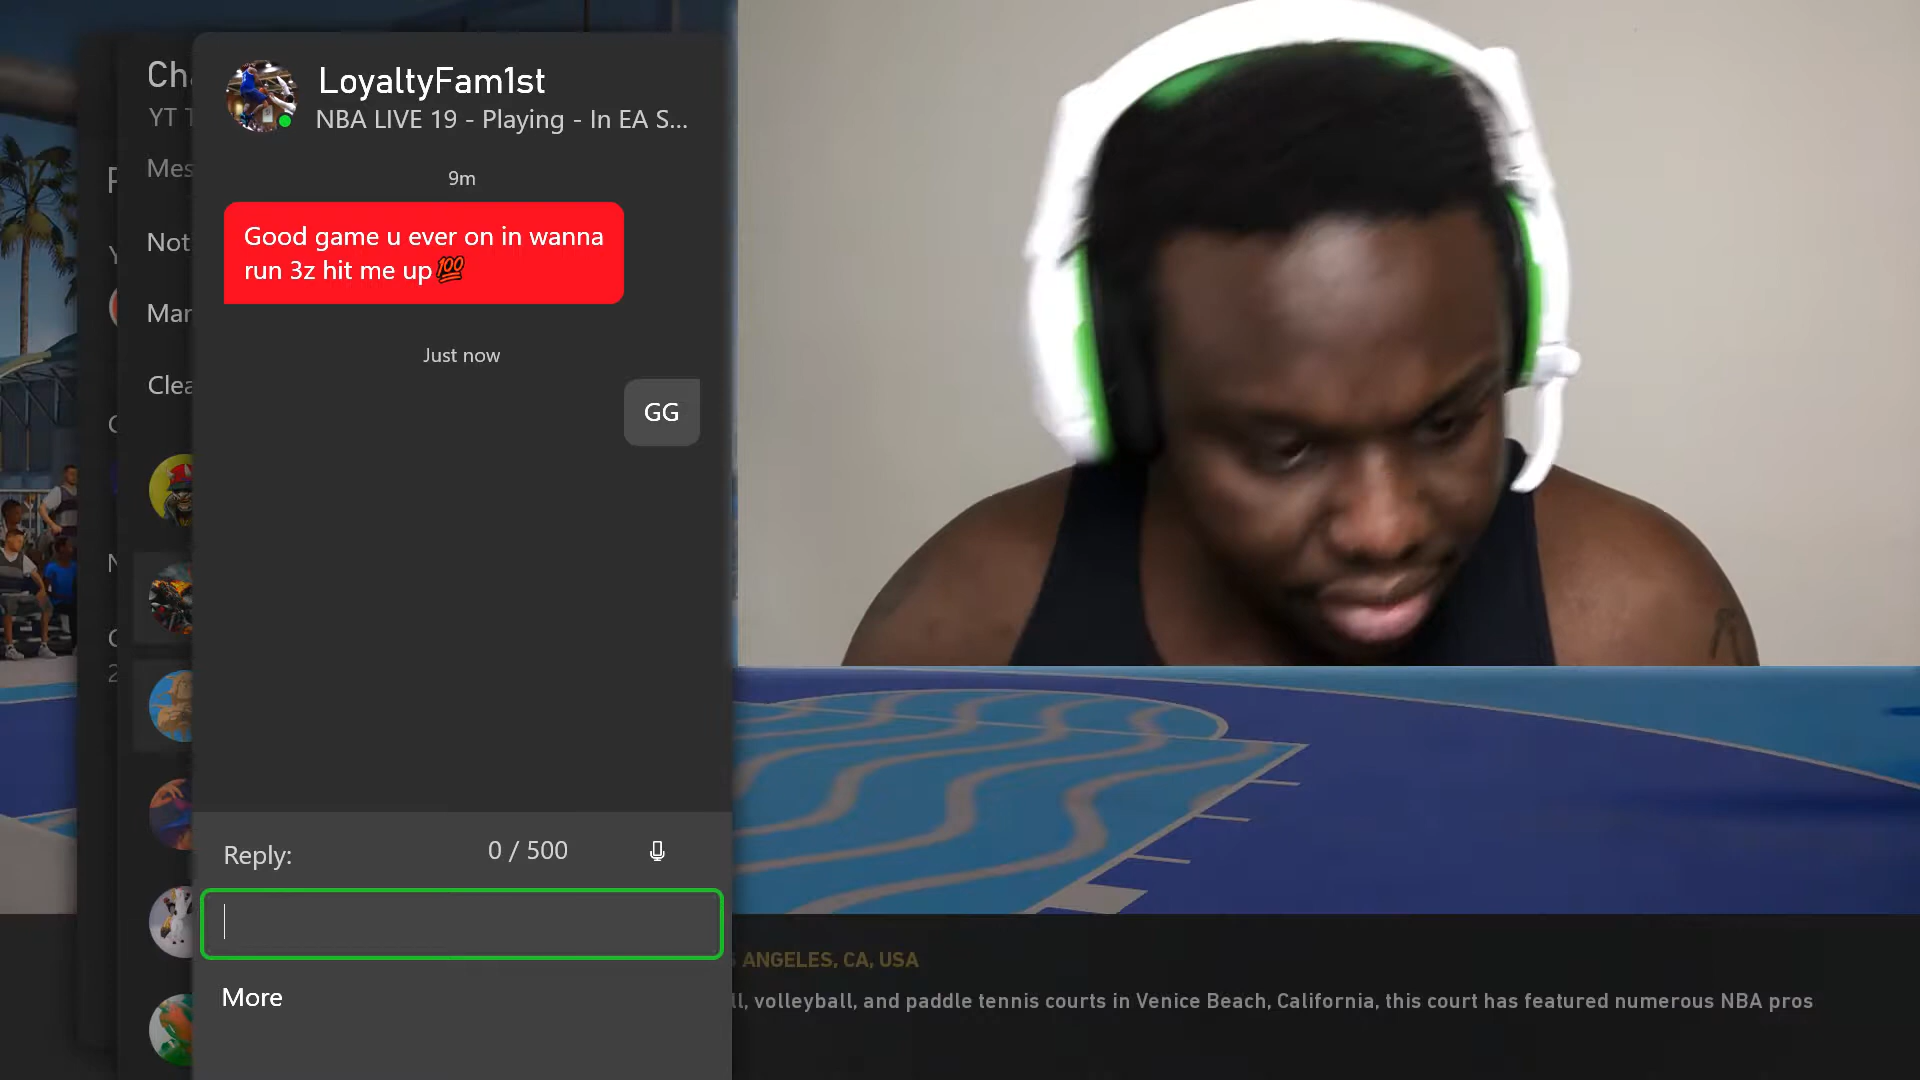 Cha
YT T
Mes
Not
Mar
Clea
LoyaltyFam1st
NBA LIVE 19 - Playing - In EA S...
9m
Good game u ever on in wanna
run 3z hit me up💯
Just now
GG
Reply:
0 / 500
More
ANGELES, CA, USA
ll, volleyball, and paddle tennis courts in Venice Beach, California, this court has featured numerous NBA pros